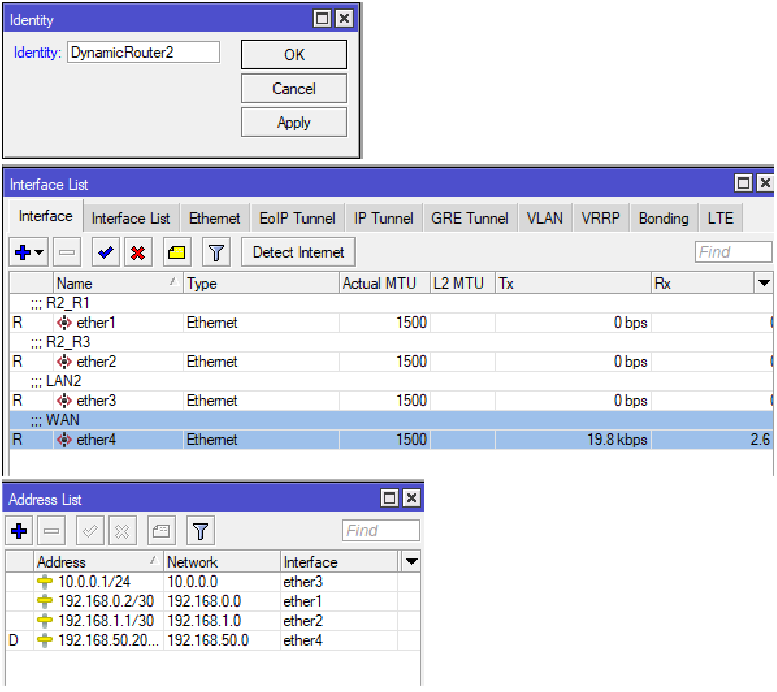 Identity
Identity: DynamicRouter2
OK
Cancel
Apply
Interface List
Interface Interface List Ethernet EoIP Tunnel IP Tunnel GRE Tunnel VLAN VRRP Bonding LTE
Detect Internet Find
Name Type Actual MTU L2 MTU Tx Rx
;;; R2_R1
R ether1 Ethernet 1500 0 bps
;;; R2_R3
R ether2 Ethernet 1500 0 bps
;;; LAN2
R ether3 Ethernet 1500 0 bps
;;; WAN
R ether4 Ethernet 1500 19.8 kbps 2.6
Address List
Find
Address Network Interface
10.0.0.1/24 10.0.0.0 ether3
192.168.0.2/30 192.168.0.0 ether1
192.168.1.1/30 192.168.1.0 ether2
D 192.168.50.20... 192.168.50.0 ether4